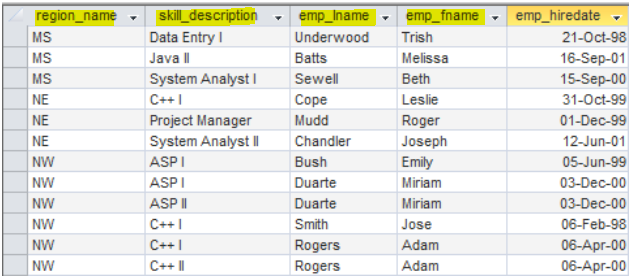 region_name skill_description emp_lname emp_fname emp_hiredate
MS Data Entry I Underwood Trish 21-Oct-98
MS Java II Batts Melissa 16-Sep-01
MS System Analyst I Sewell Beth 15-Sep-00
NE C++ I Cope Leslie 31-Oct-99
NE Project Manager Mudd Roger 01-Dec-99
NE System Analyst II Chandler Joseph 12-Jun-01
NW ASP I Bush Emily 05-Jun-99
NW ASP I Duarte Miriam 03-Dec-00
NW ASP II Duarte Miriam 03-Dec-00
NW C++ I Smith Jose 06-Feb-98
NW C++ I Rogers Adam 06-Apr-00
NW C++ II Rogers Adam 06-Apr-00